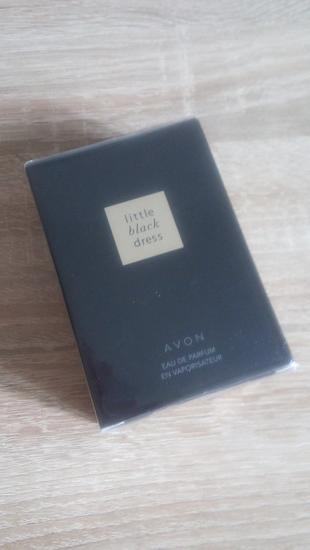 little
black
dress
AVON
EAU DE PARFUM
EN VAPORISATEUR